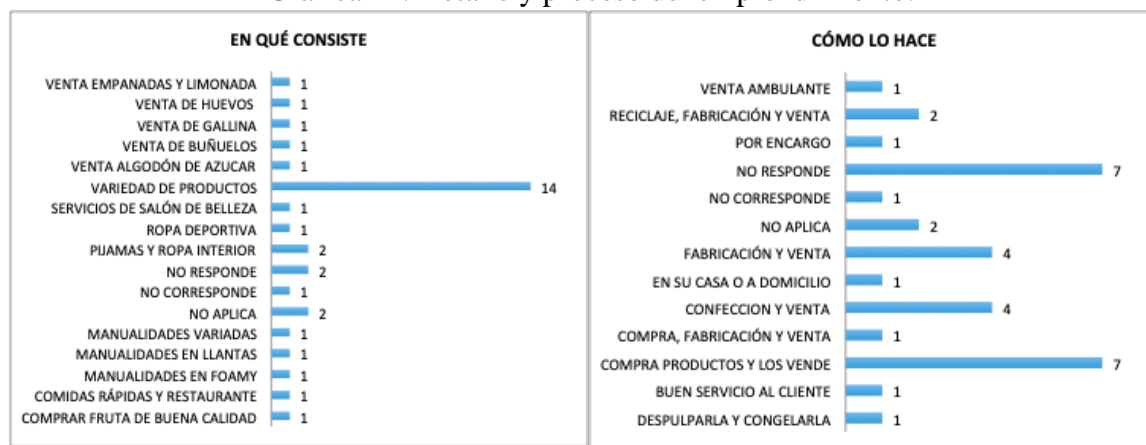 EN QUÉ CONSISTE
VENTA EMPANADAS Y LIMONADA 1
VENTA DE HUEVOS 1
VENTA DE GALLINA 1
VENTA DE BUÑUELOS 1
VENTA ALGODÓN DE AZUCAR 1
VARIEDAD DE PRODUCTOS 14
SERVICIOS DE SALÓN DE BELLEZA 1
ROPA DEPORTIVA 1
PIJAMAS Y ROPA INTERIOR 2
NO RESPONDE 2
NO CORRESPONDE 1
NO APLICA 2
MANUALIDADES VARIADAS 1
MANUALIDADES EN LLANTAS 1
MANUALIDADES EN FOAMY 1
COMIDAS RÁPIDAS Y RESTAURANTE 1
COMPRAR FRUTA DE BUENA CALIDAD 1
CÓMO LO HACE
VENTA AMBULANTE 1
RECICLAJE, FABRICACIÓN Y VENTA 2
POR ENCARGO 1
NO RESPONDE 7
NO CORRESPONDE 1
NO APLICA 2
FABRICACIÓN Y VENTA 4
EN SU CASA O A DOMICILIO 1
CONFECCION Y VENTA 4
COMPRA, FABRICACIÓN Y VENTA 1
COMPRA PRODUCTOS Y LOS VENDE 7
BUEN SERVICIO AL CLIENTE 1
DESPULPARLA Y CONGELARLA 1